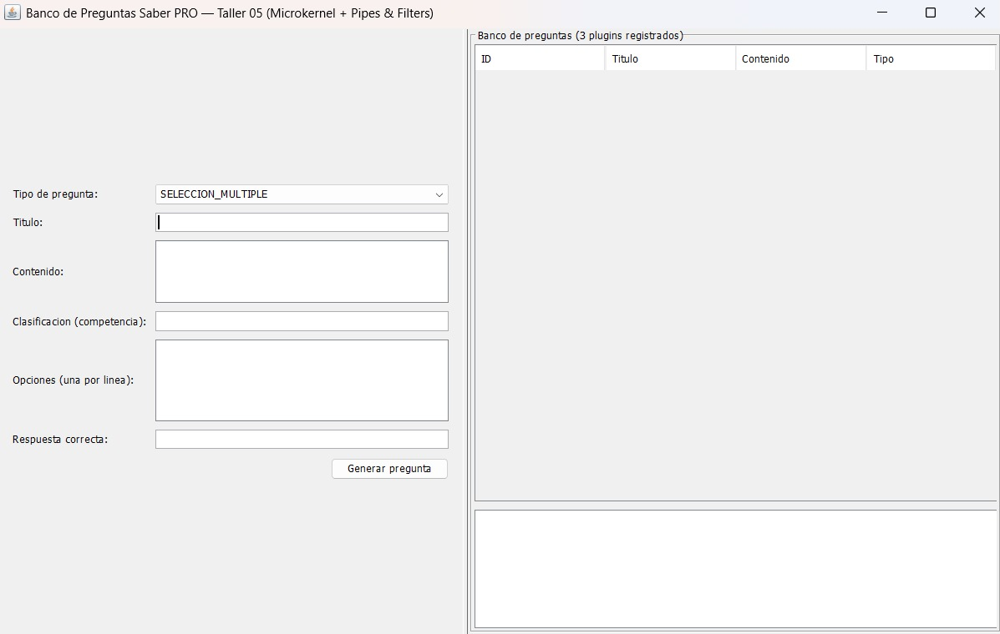 Banco de Preguntas Saber PRO — Taller 05 (Microkernel + Pipes & Filters)
Tipo de pregunta:
SELECCION_MULTIPLE
Titulo:
Contenido:
Clasificacion (competencia):
Opciones (una por linea):
Respuesta correcta:
Generar pregunta
Banco de preguntas (3 plugins registrados)
ID Titulo Contenido Tipo